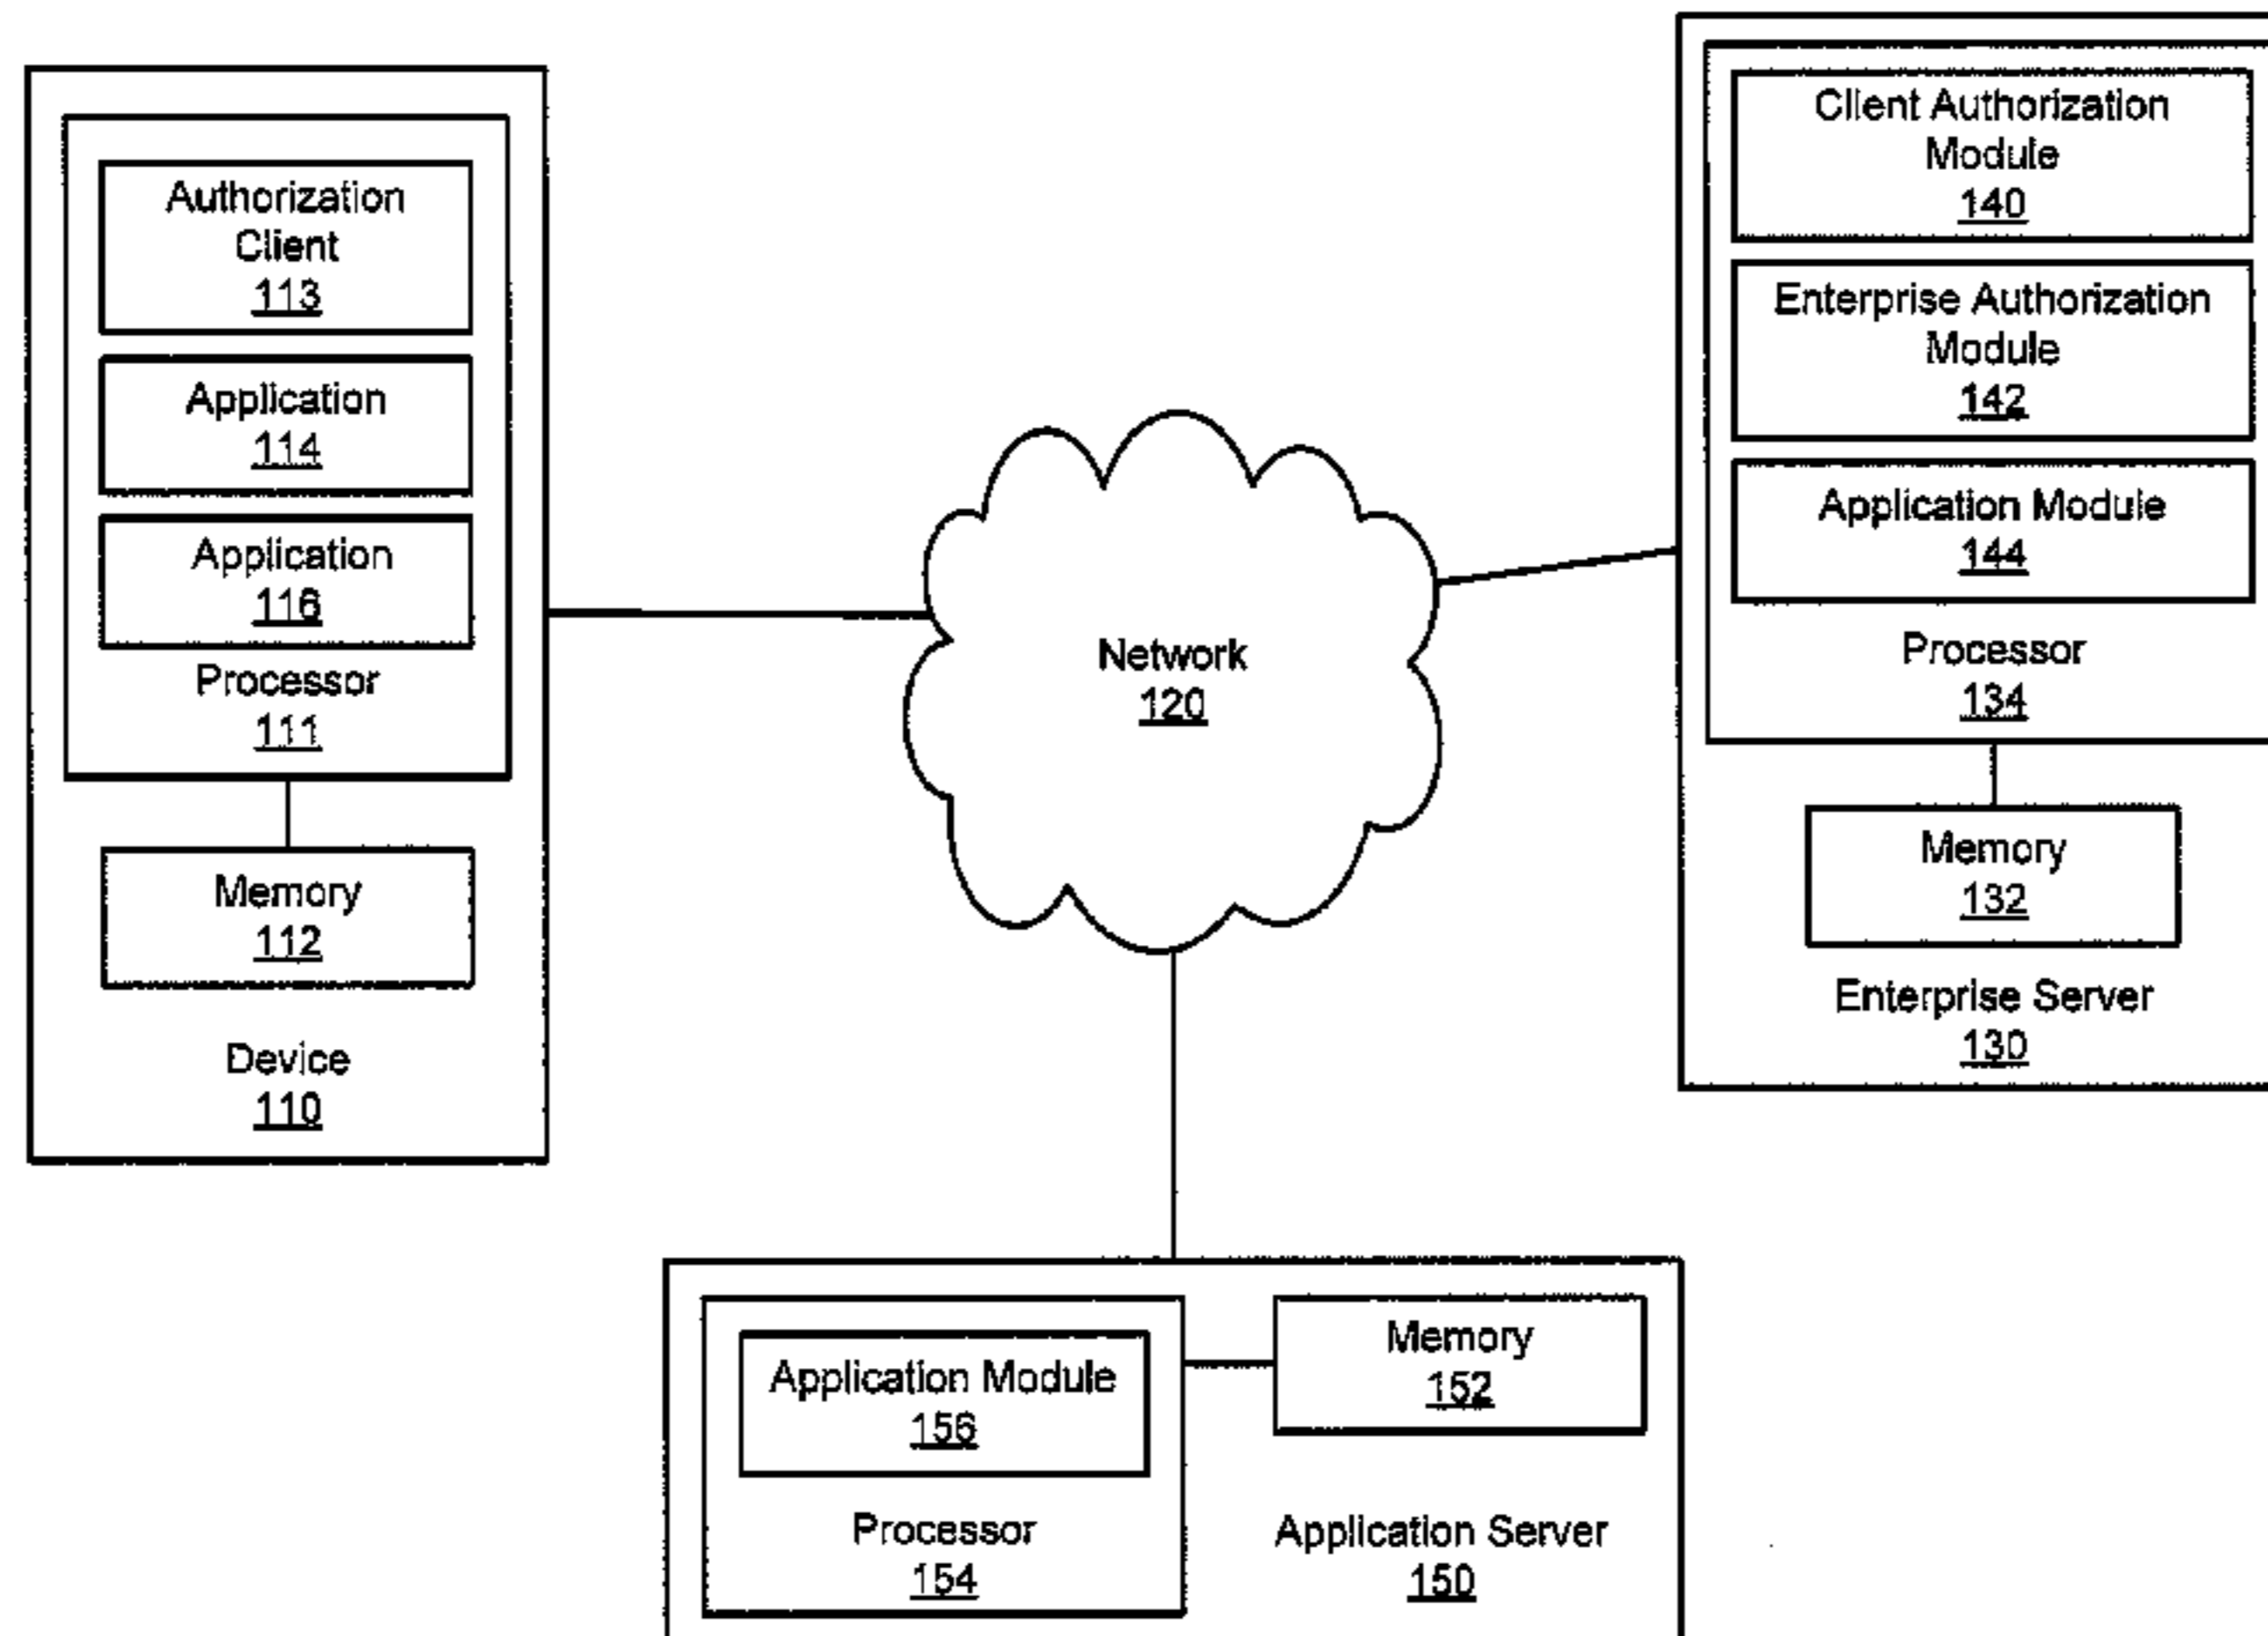 Authorization
Client
113
Application
114
Application
116
Processor
111
Memory
112
Device
110
Network
120
Client Authorization
Module
140
Enterprise Authorization
Module
142
Application Module
144
Processor
134
Memory
132
Enterprise Server
130
Application Module
156
Processor
154
Memory
152
Application Server
150